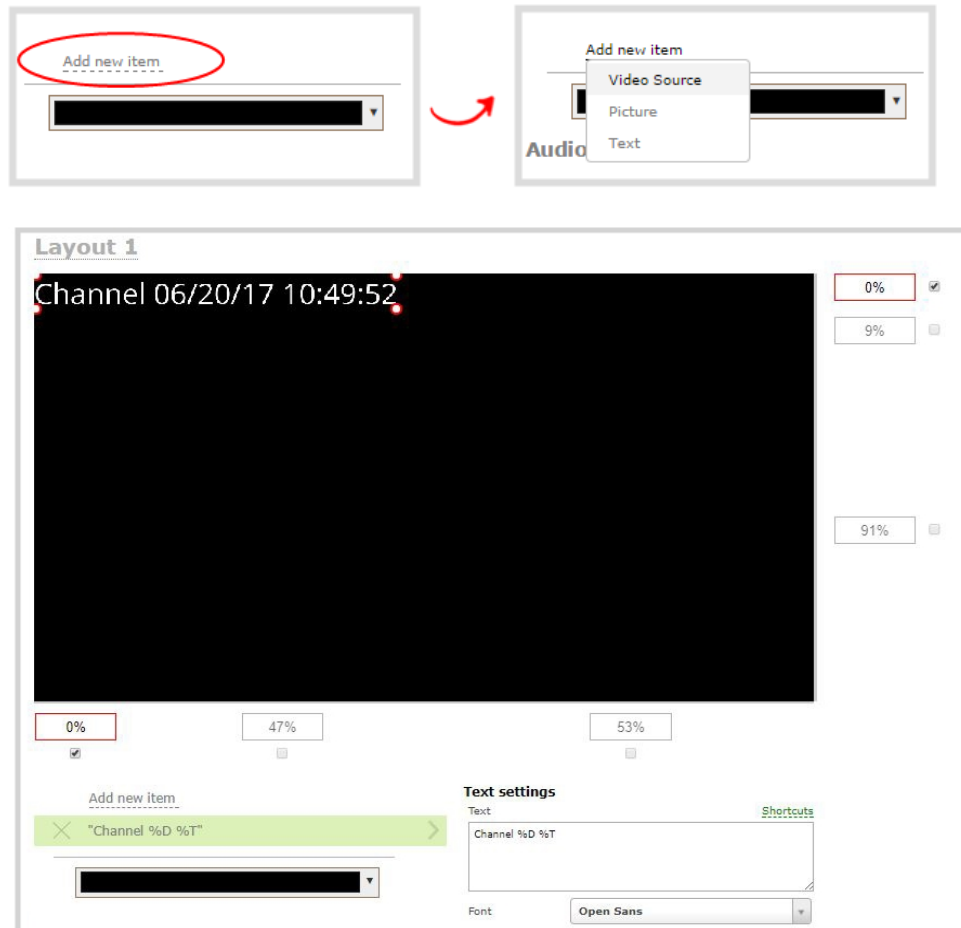 Add new item
Add new item
Video Source
Picture
Audio
Text
Layout 1
Channel 06/20/17 10:49:52
0%
9%
91%
0%
47%
53%
Add new item
"Channel %D %T"
Text settings
Text
Shortcuts
Channel %D %T
Font
Open Sans